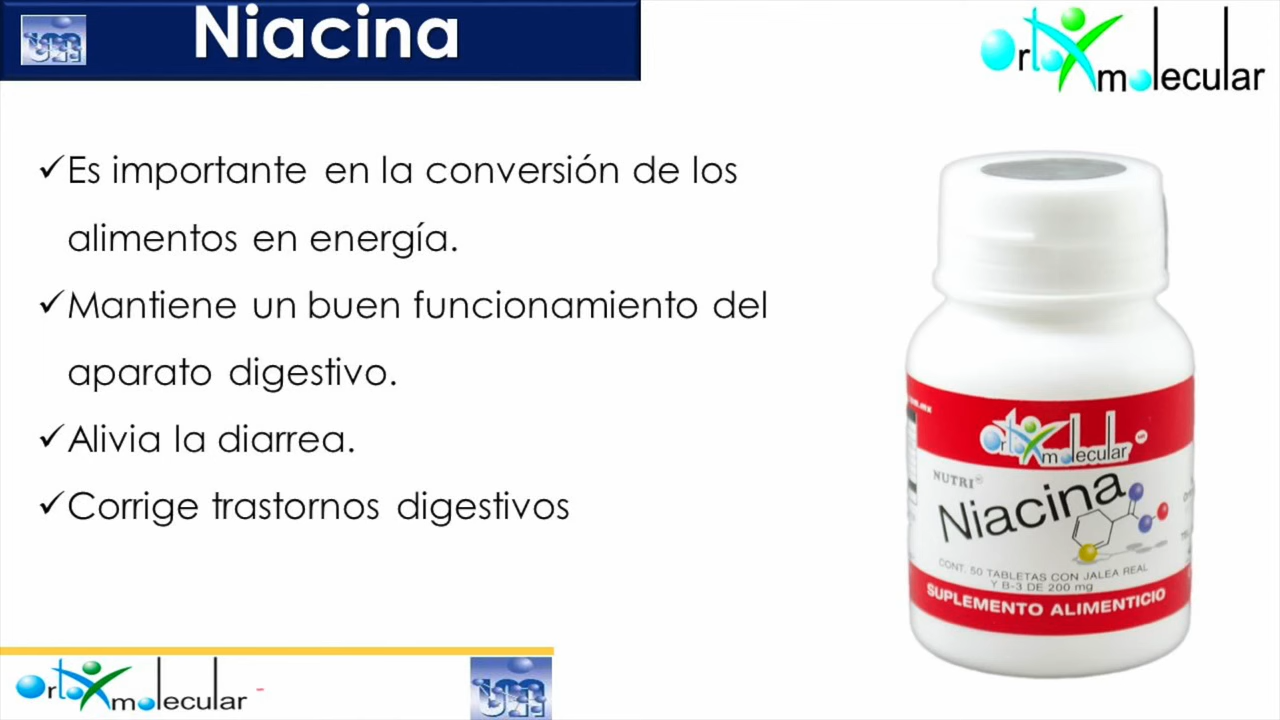 Niacina
Ortomolecular
✓Es importante en la conversión de los
alimentos en energía.
✓Mantiene un buen funcionamiento del
aparato digestivo.
✓Alivia la diarrea.
✓Corrige trastornos digestivos
Ortomolecular
NUTRI®
Niacina
CONT. 50 TABLETAS CON JALEA REAL
Y B-3 DE 200 mg
SUPLEMENTO ALIMENTICIO
Ortomolecular